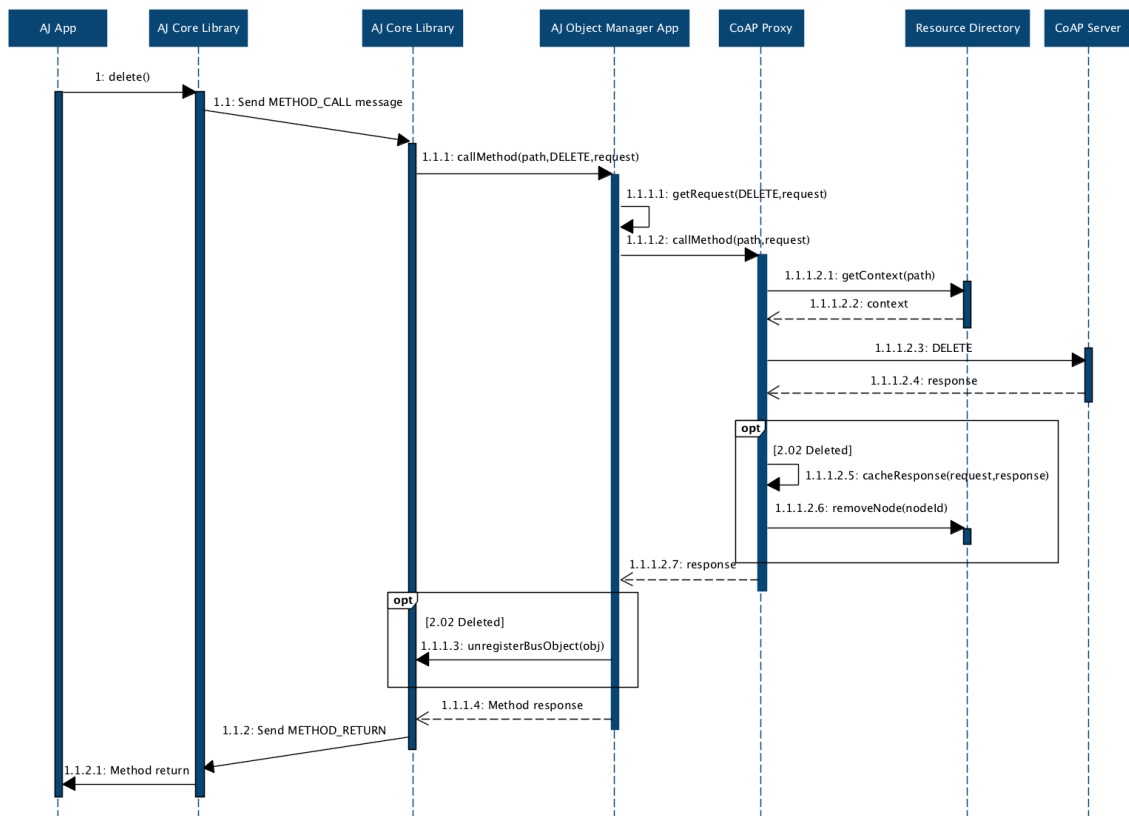 AJ App
AJ Core Library
AJ Core Library
AJ Object Manager App
CoAP Proxy
Resource Directory
CoAP Server
1: delete()
1.1: Send METHOD_CALL message
1.1.1: callMethod(path,DELETE,request)
1.1.1.1: getRequest(DELETE,request)
1.1.1.2: callMethod(path,request)
1.1.1.2.1: getContext(path)
1.1.1.2.2: context
1.1.1.2.3: DELETE
1.1.1.2.4: response
opt
[2.02 Deleted]
1.1.1.2.5: cacheResponse(request,response)
1.1.1.2.6: removeNode(nodeId)
1.1.1.2.7: response
opt
[2.02 Deleted]
1.1.1.3: unregisterBusObject(obj)
1.1.1.4: Method response
1.1.2: Send METHOD_RETURN
1.1.2.1: Method return